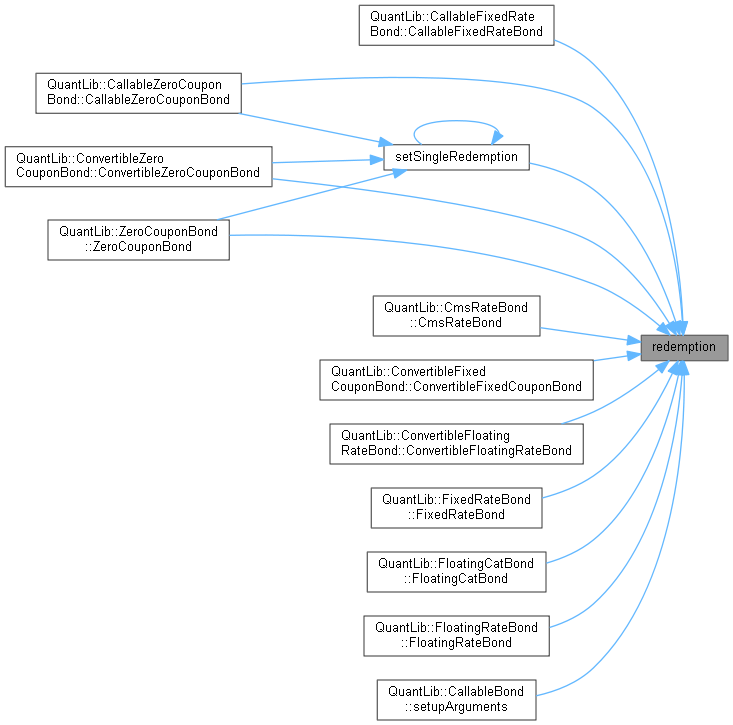 QuantLib::CallableFixedRate
Bond::CallableFixedRateBond
QuantLib::CallableZeroCoupon
Bond::CallableZeroCouponBond
setSingleRedemption
QuantLib::ConvertibleZero
CouponBond::ConvertibleZeroCouponBond
QuantLib::ZeroCouponBond
::ZeroCouponBond
QuantLib::CmsRateBond
::CmsRateBond
redemption
QuantLib::ConvertibleFixed
CouponBond::ConvertibleFixedCouponBond
QuantLib::ConvertibleFloating
RateBond::ConvertibleFloatingRateBond
QuantLib::FixedRateBond
::FixedRateBond
QuantLib::FloatingCatBond
::FloatingCatBond
QuantLib::FloatingRateBond
::FloatingRateBond
QuantLib::CallableBond
::setupArguments